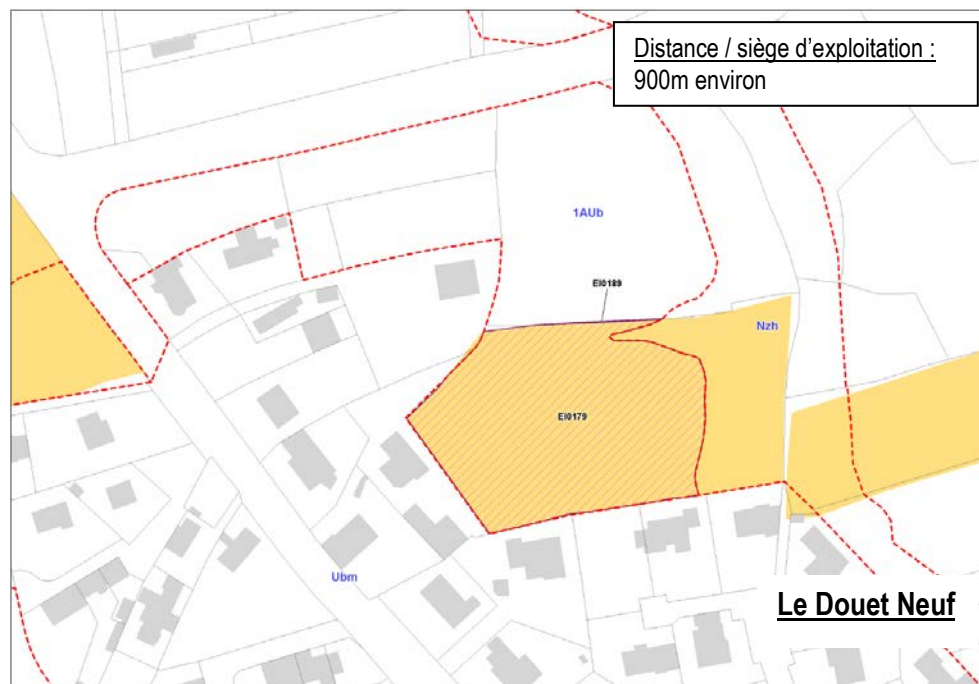 Distance / siège d’exploitation :
900m environ
1AUb
EI0189
Nzh
EI0179
Ubm
Le Douet Neuf